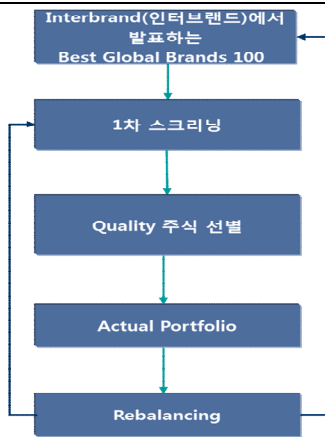 Interbrand(인터브랜드)에서
발표하는
Best Global Brands 100
1차 스크리닝
Quality 주식 선별
Actual Portfolio
Rebalancing